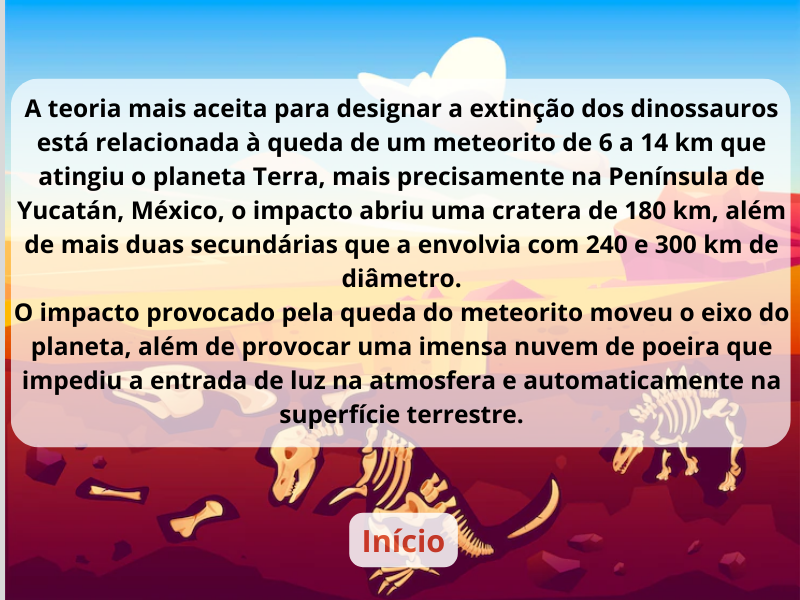 A teoria mais aceita para designar a extinção dos dinossauros
está relacionada à queda de um meteorito de 6 a 14 km que
atingiu o planeta Terra, mais precisamente na Península de
Yucatán, México, o impacto abriu uma cratera de 180 km, além
de mais duas secundárias que a envolvia com 240 e 300 km de
diâmetro.
O impacto provocado pela queda do meteorito moveu o eixo do
planeta, além de provocar uma imensa nuvem de poeira que
impediu a entrada de luz na atmosfera e automaticamente na
superfície terrestre.
Início